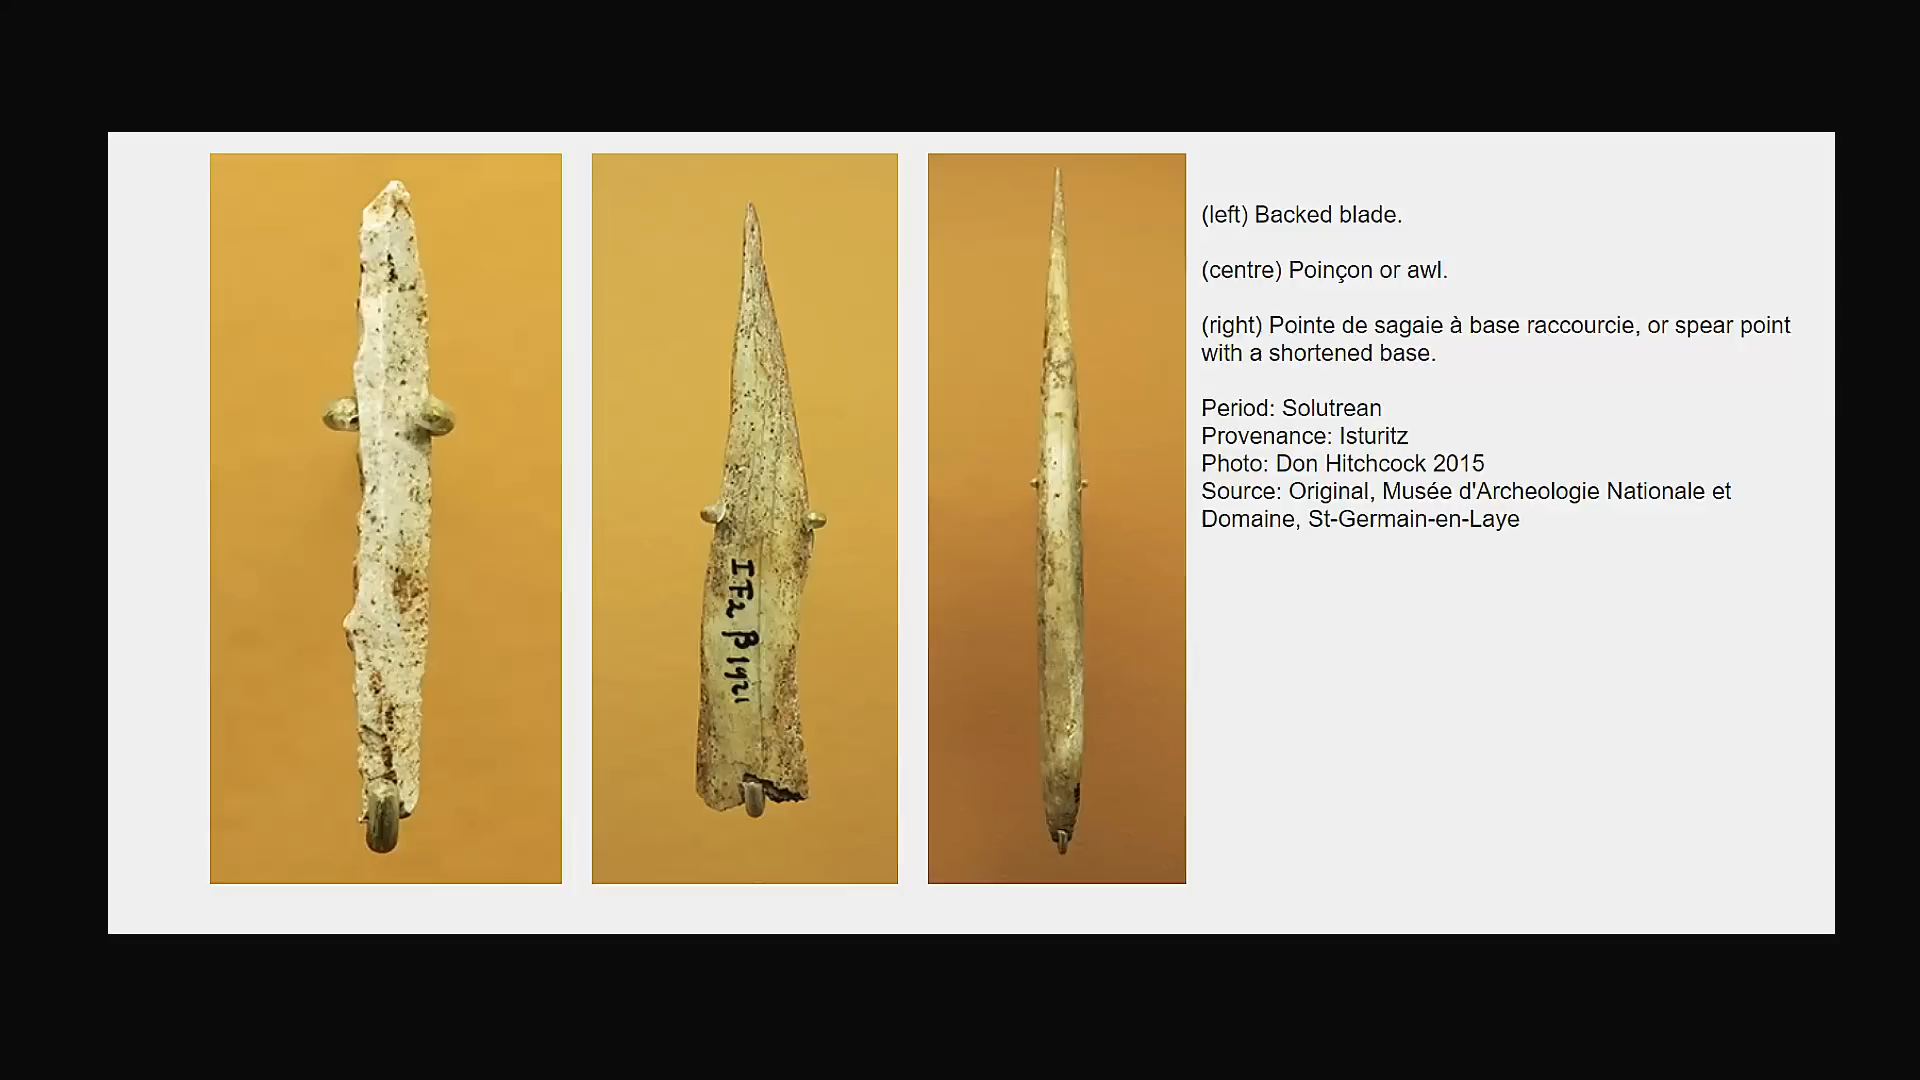 (left) Backed blade.
(centre) Poinçon or awl.
(right) Pointe de sagaie à base raccourcie, or spear point
with a shortened base.
Period: Solutrean
Provenance: Isturitz
Photo: Don Hitchcock 2015
Source: Original, Musée d'Archeologie Nationale et
Domaine, St-Germain-en-Laye
IF2 β 1921